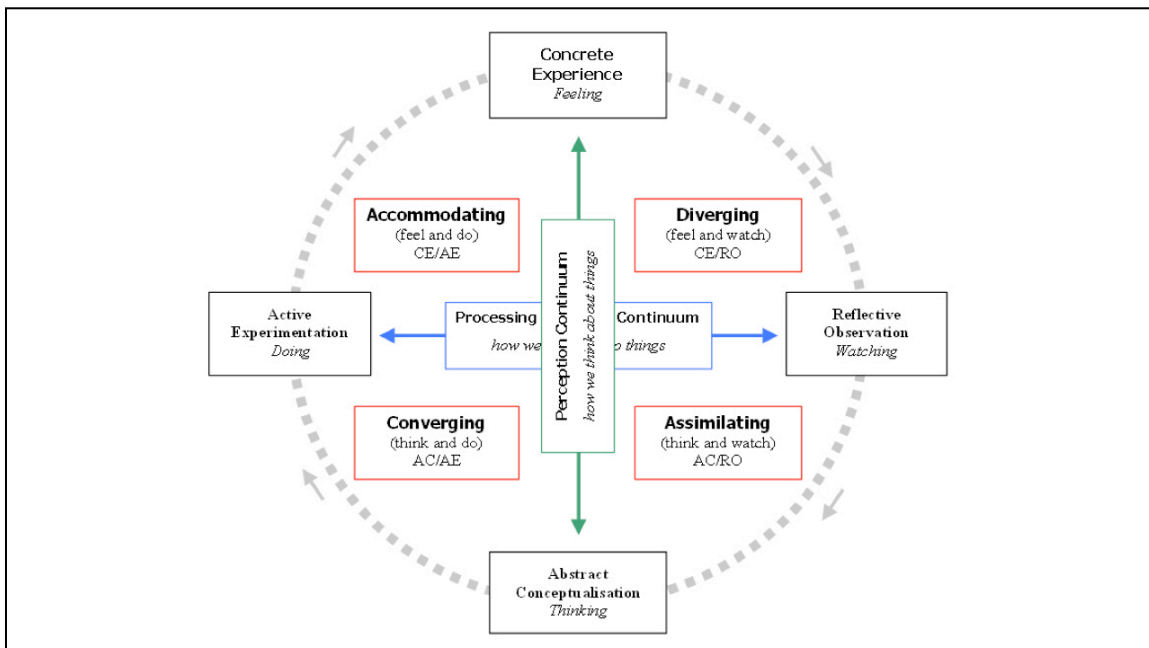 Concrete
Experience
Feeling
Accommodating
(feel and do)
CE/AE
Diverging
(feel and watch)
CE/RO
Active
Experimentation
Doing
Processing Continuum
how we things
Perception Continuum
how we think about things
Reflective
Observation
Watching
Converging
(think and do)
AC/AE
Assimilating
(think and watch)
AC/RO
Abstract
Conceptualisation
Thinking